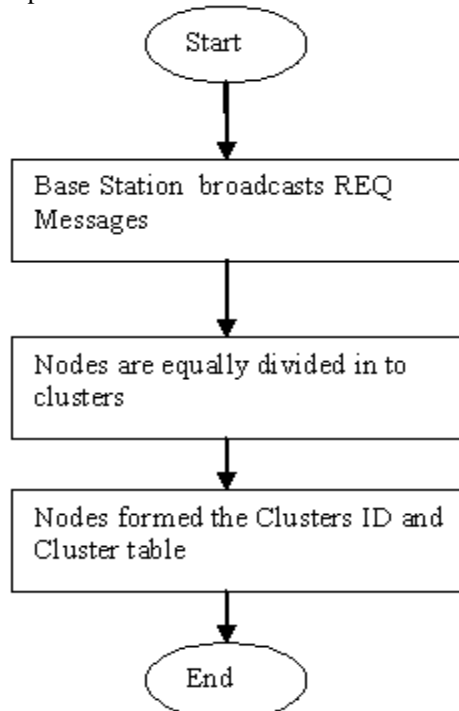 Start
Base Station broadcasts REQ
Messages
Nodes are equally divided in to
clusters
Nodes formed the Clusters ID and
Cluster table
End